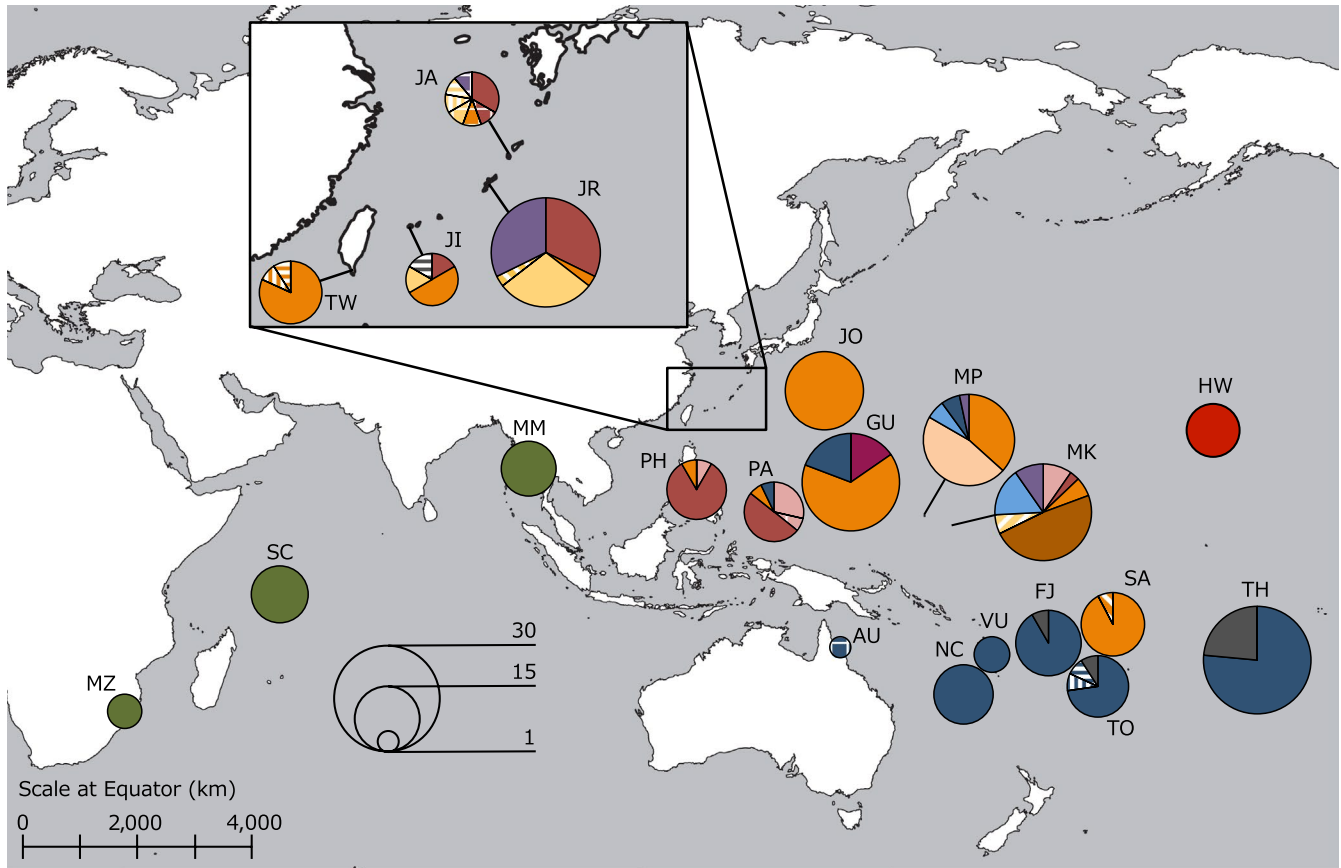 JA
JR
JI
TW
JO
MP
HW
GU
MM
PH
PA
MK
SC
SA
FJ
TH
VU
AU
NC
MZ
TO
30
15
1
Scale at Equator (km)
0 2,000 4,000